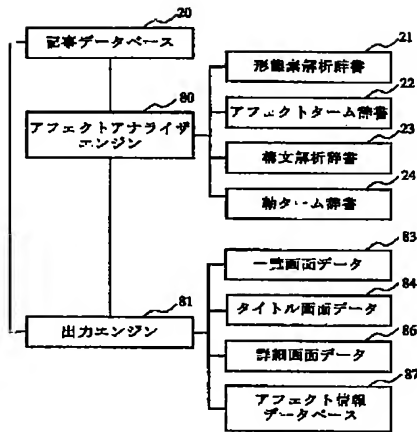 20
記事データベース
80
アフェクトアナライザ
エンジン
21
形態素解析辞書
22
アフェクトターム辞書
23
構文解析辞書
24
軸ターム辞書
81
出力エンジン
83
一覧画面データ
84
タイトル画面データ
86
詳細画面データ
87
アフェクト情報
データベース